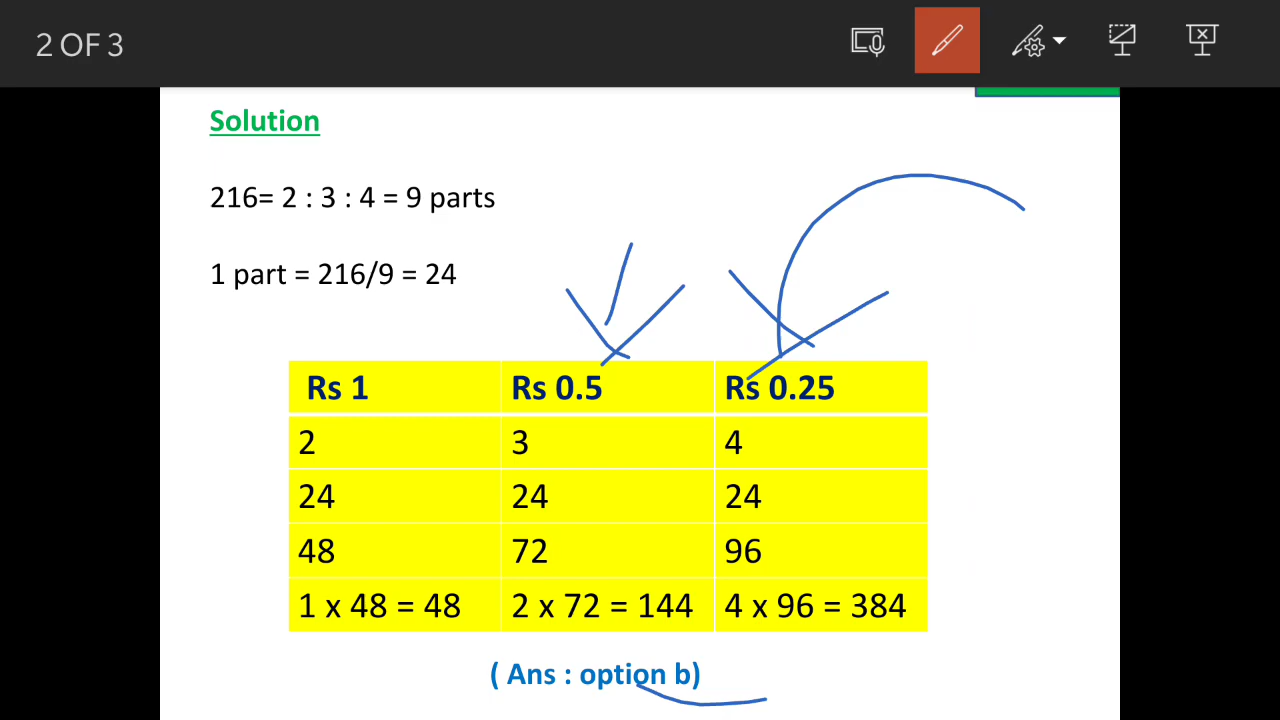 2 OF 3
Solution
216= 2 : 3 : 4 = 9 parts
1 part = 216/9 = 24
Rs 1 Rs 0.5 Rs 0.25
2 3 4
24 24 24
48 72 96
1 x 48 = 48 2 x 72 = 144 4 x 96 = 384
( Ans : option b)